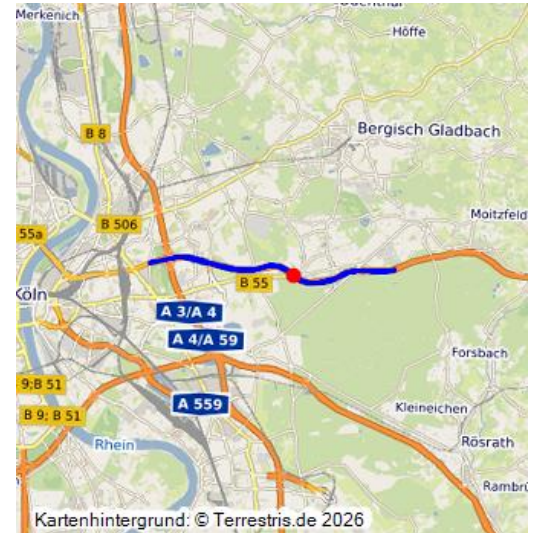 Merkenich
Höffe
B 8
Bergisch Gladbach
Moitzfeld
B 506
55a
B 55
Köln
A 3/A 4
A 4/A 59
Forsbach
9;B 51
A 559
Kleineichen
B 9; B 51
Rhein
Rösrath
Rambrü
Kartenhintergrund: © Terrestris.de 2026